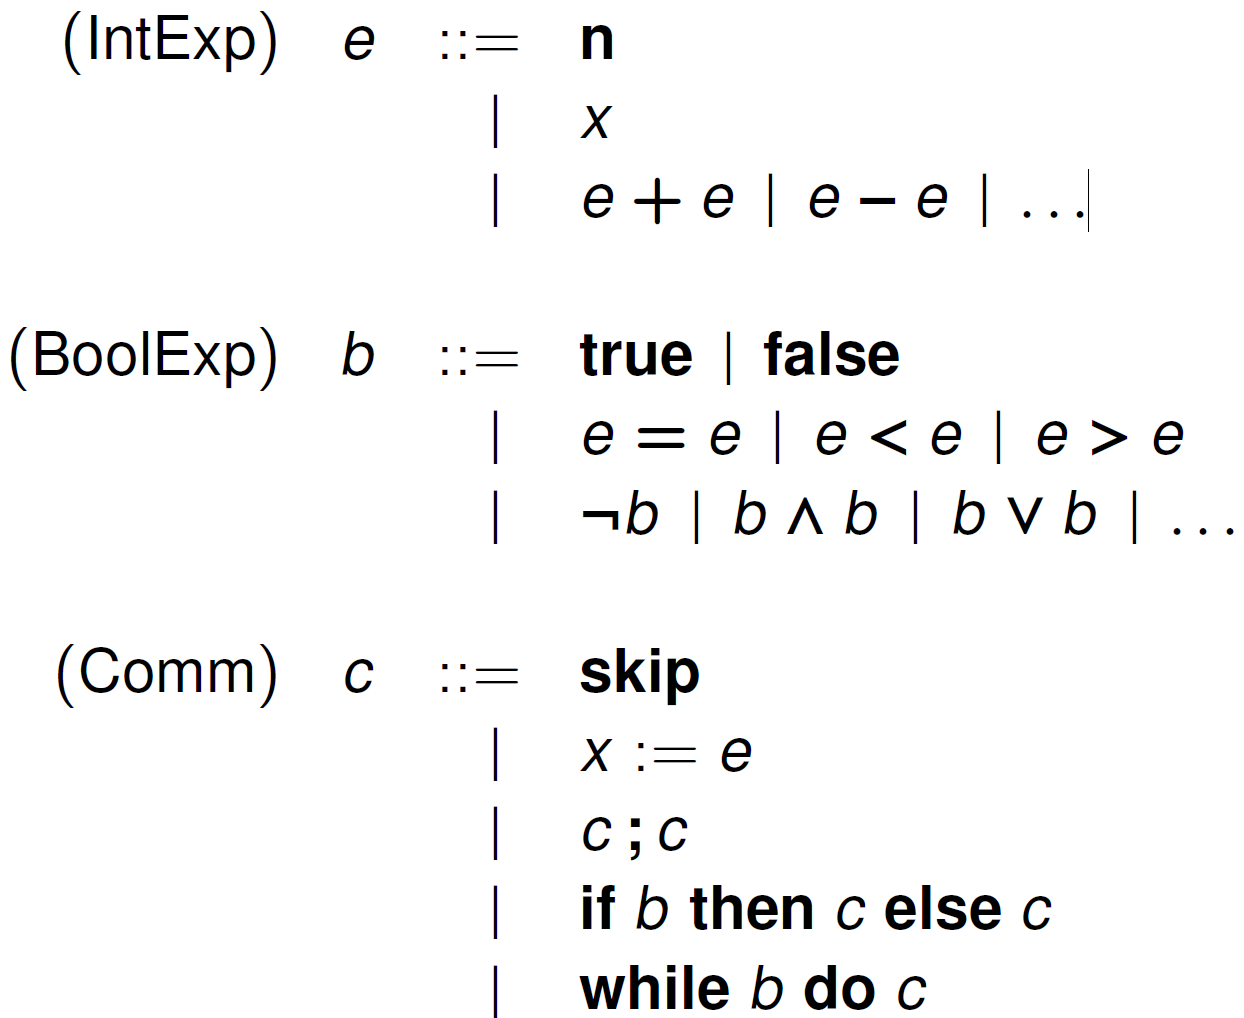 (IntExp) e ::= n
| x
| e + e | e − e | ...
(BoolExp) b ::= true | false
| e = e | e < e | e > e
| ¬b | b ∧ b | b ∨ b | ...
(Comm) c ::= skip
| x := e
| c ; c
| if b then c else c
| while b do c